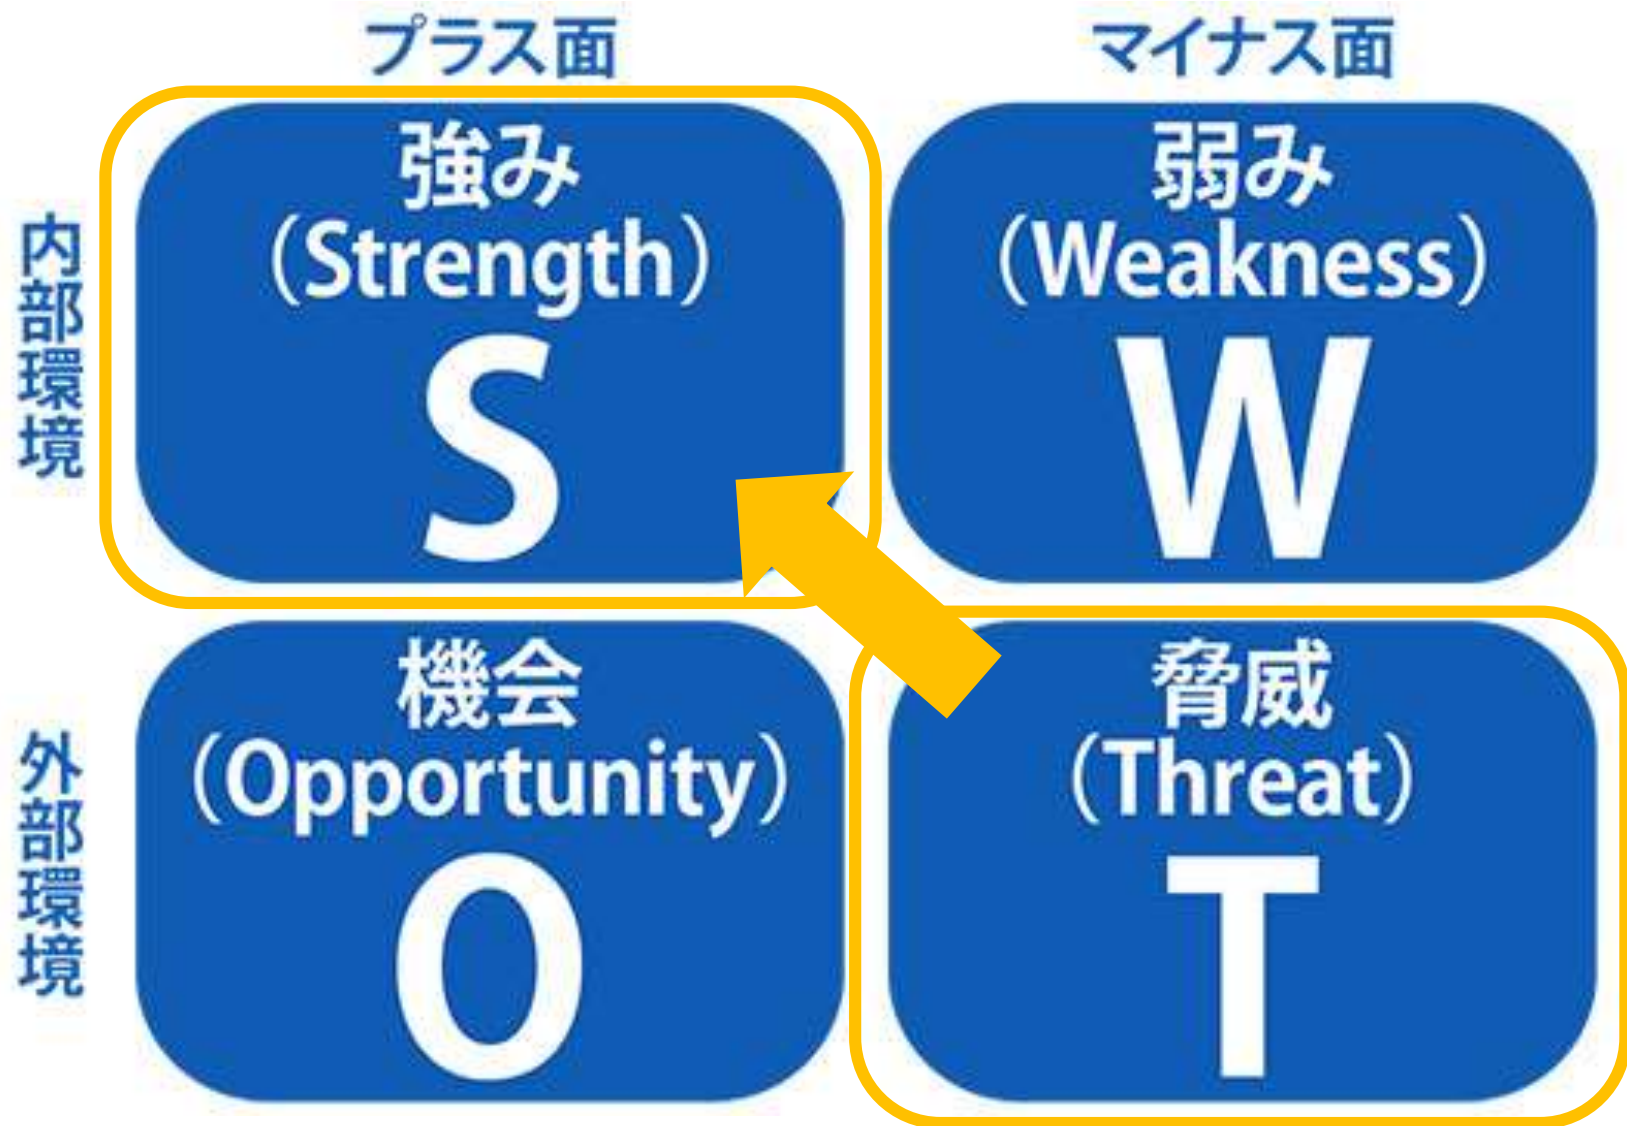 プラス面
マイナス面
内部環境
強み
（Strength）
S
弱み
（Weakness）
W
外部環境
機会
（Opportunity）
O
脅威
（Threat）
T